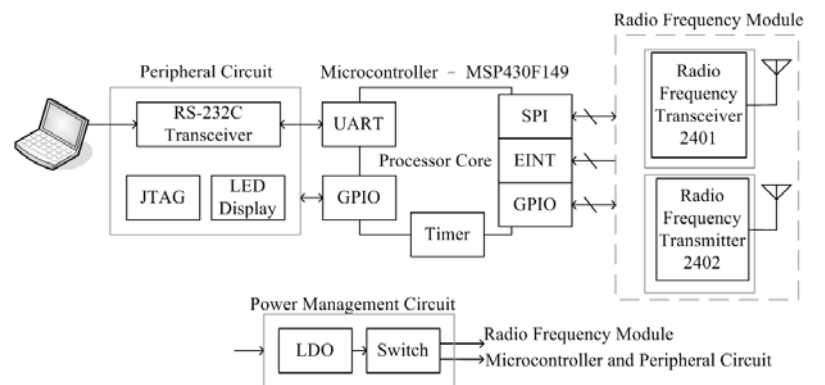 Radio Frequency Module
Peripheral Circuit
Microcontroller – MSP430F149
RS-232C
Transceiver
JTAG
LED
Display
UART
GPIO
Processor Core
Timer
SPI
EINT
GPIO
Radio
Frequency
Transceiver
2401
Radio
Frequency
Transmitter
2402
Power Management Circuit
LDO
Switch
Radio Frequency Module
Microcontroller and Peripheral Circuit